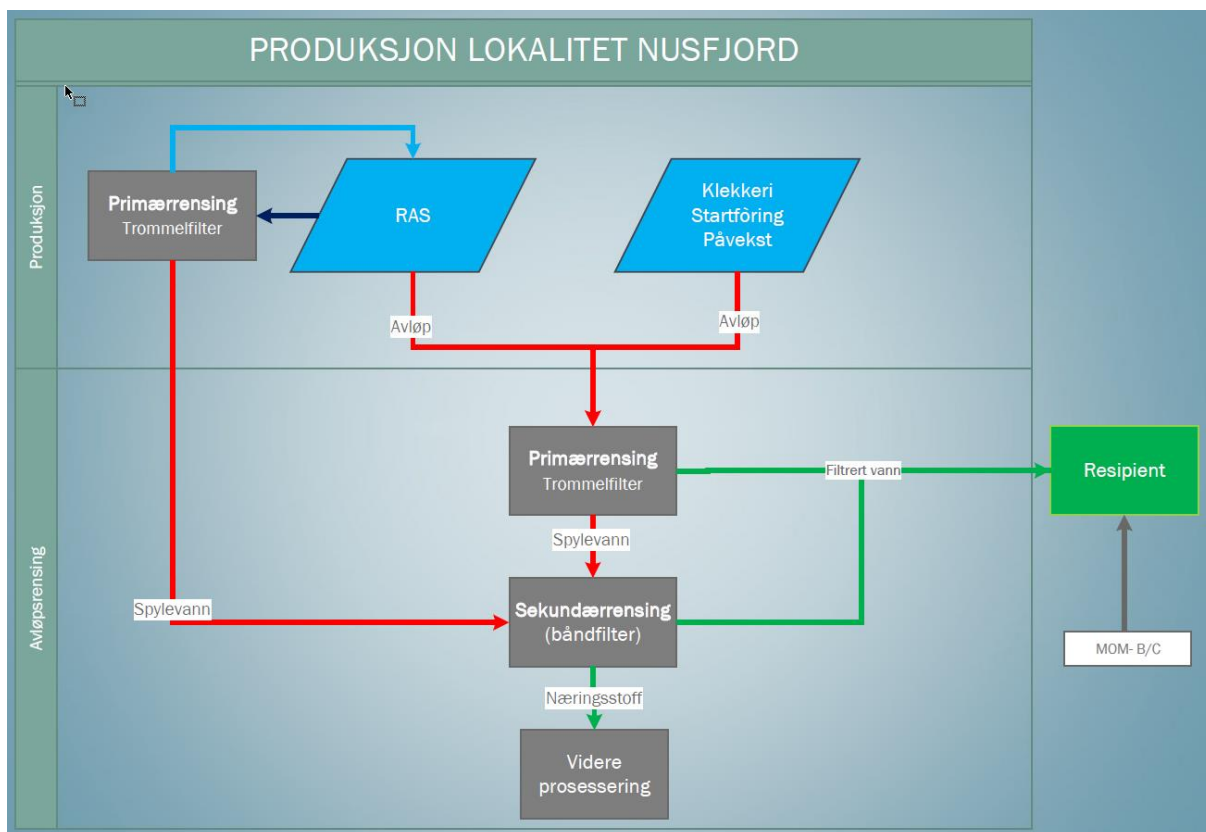 PRODUKSJON LOKALITET NUSFJORD
Produksjon
Primærrensing
Trommelfilter
RAS
Klekkeri
Startfòring
Påvekst
Avløp
Avløp
Avløpsrensing
Primærrensing
Trommelfilter
Filtrert vann
Resipient
Spylevann
Spylevann
Sekundærrensing
(båndfilter)
MOM- B/C
Næringsstoff
Videre
prosessering